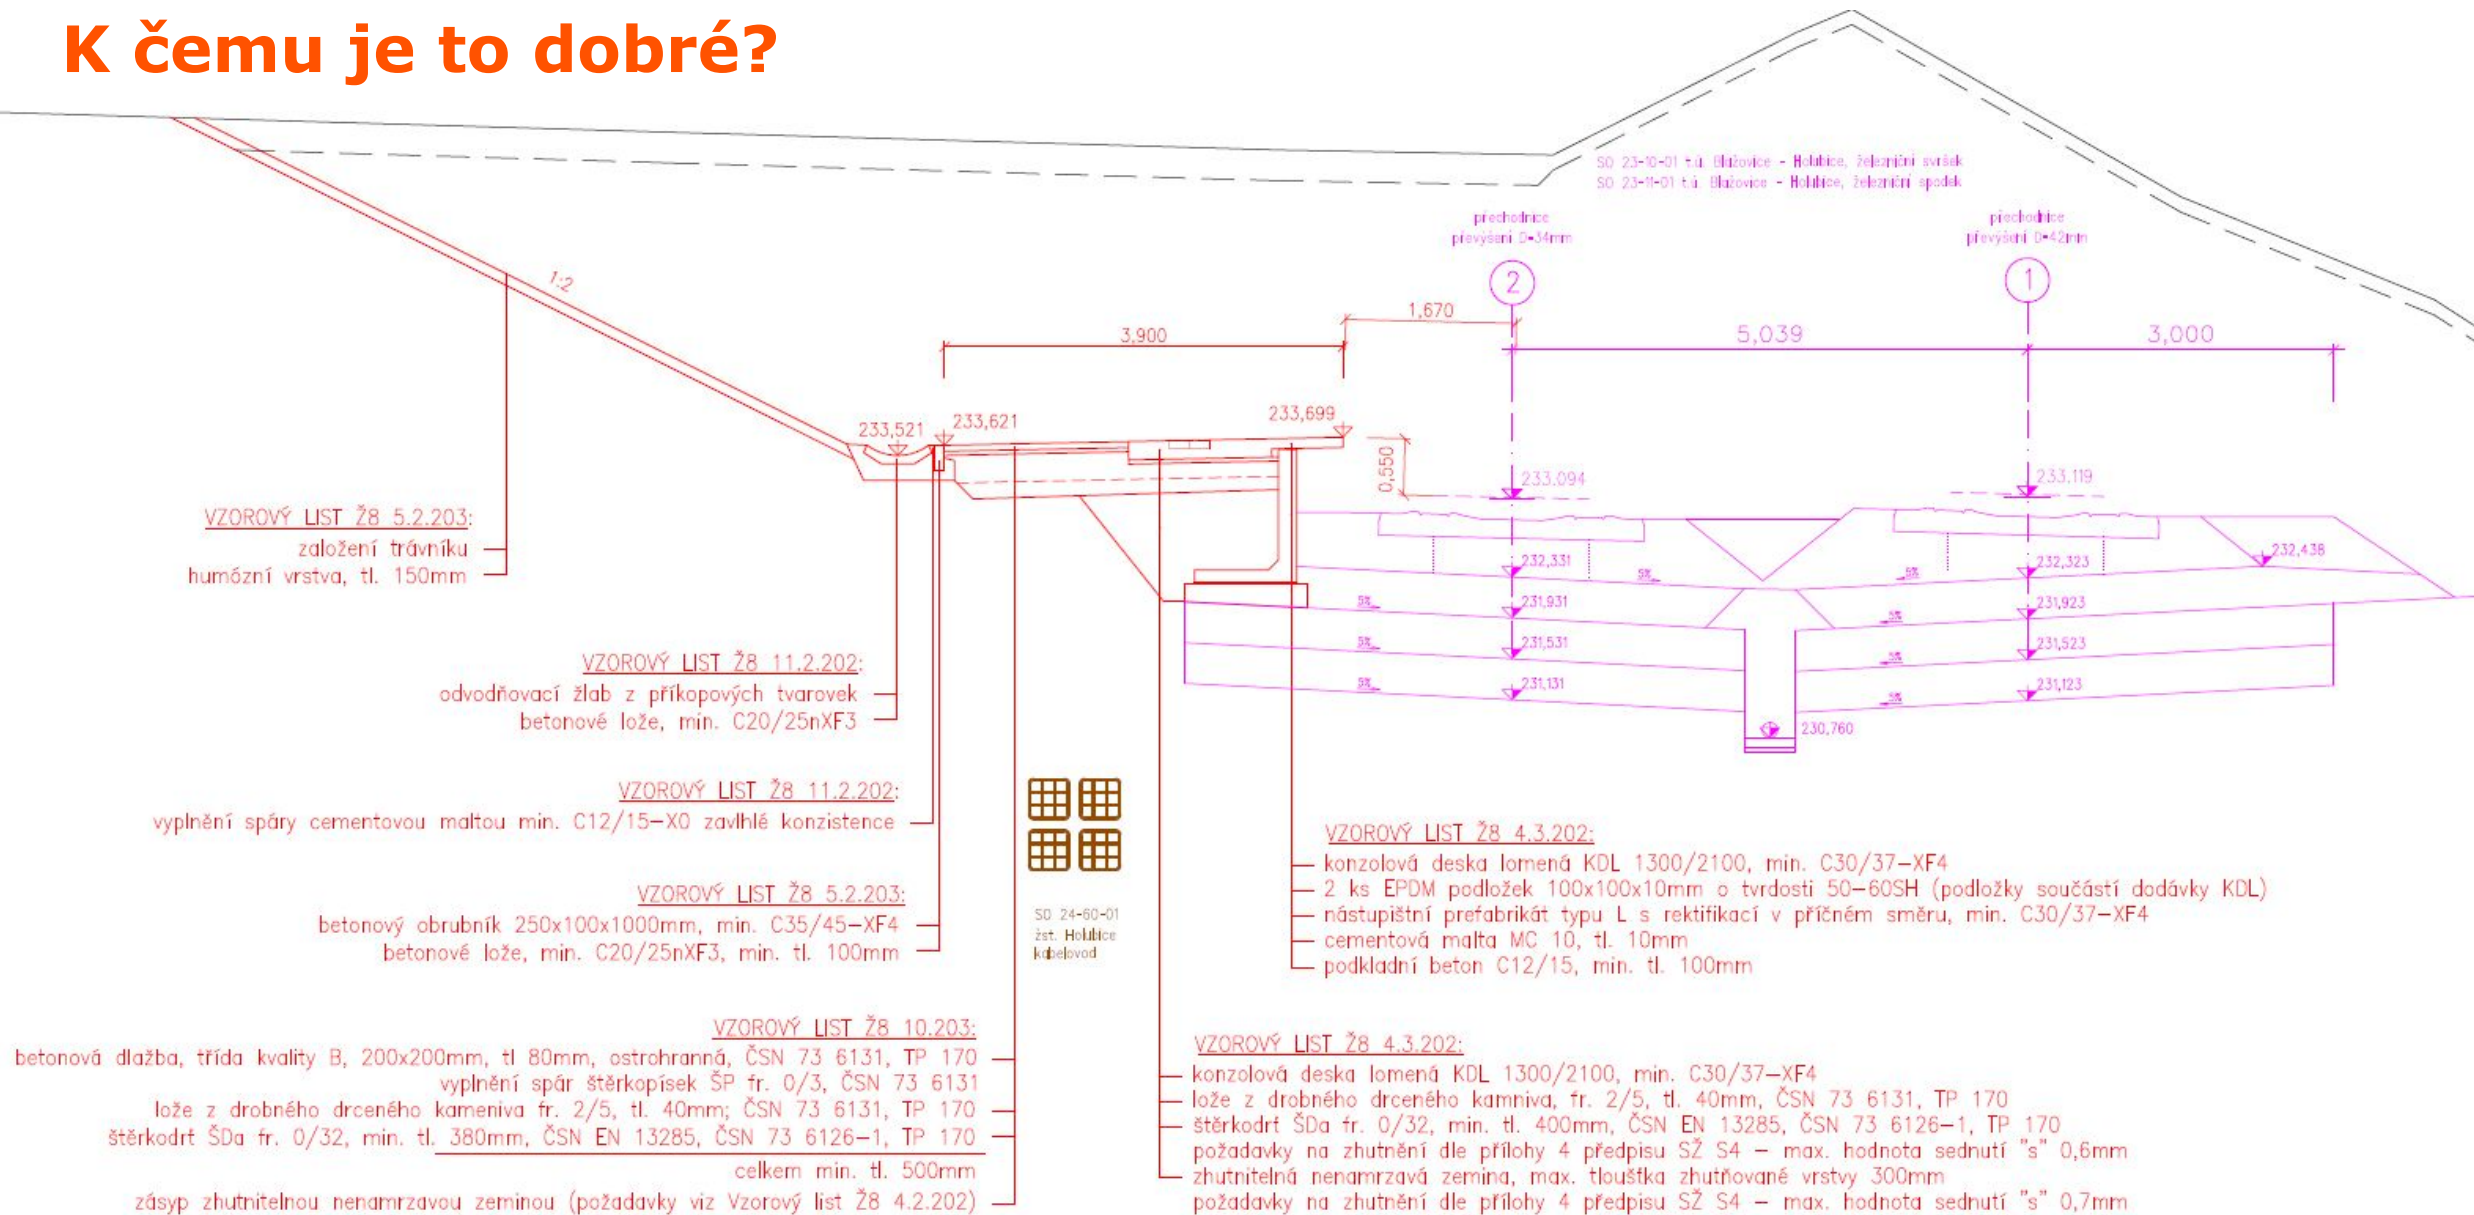 K čemu je to dobré?
SO 23-10-01 t.ú. Blažovice - Holubice, železniční svršek
SO 23-11-01 t.ú. Blažovice - Holubice, železniční spodek
přechodnice
převýšení D=34mm
přechodnice
převýšení D=42mm
2
1
1:2
3,900
1,670
5,039
3,000
233,521
233,621
233,699
0,550
233.094
233,119
232,331
232,323
232,438
5%
5%
231,931
231,923
5%
5%
231,531
231,523
5%
5%
231,131
231,123
5%
5%
230,760
VZOROVÝ LIST Ž8 5.2.203:
založení trávníku
humózní vrstva, tl. 150mm
VZOROVÝ LIST Ž8 11.2.202:
odvodňovací žlab z příkopových tvarovek
betonové lože, min. C20/25nXF3
VZOROVÝ LIST Ž8 11.2.202:
vyplnění spáry cementovou maltou min. C12/15-X0 zavlhlé konzistence
VZOROVÝ LIST Ž8 5.2.203:
betonový obrubník 250x100x1000mm, min. C35/45-XF4
betonové lože, min. C20/25nXF3, min. tl. 100mm
SO 24-60-01
žst. Holubice
kabelovod
VZOROVÝ LIST Ž8 4.3.202:
konzolová deska lomená KDL 1300/2100, min. C30/37-XF4
2 ks EPDM podložek 100x100x10mm o tvrdosti 50-60SH (podložky součástí dodávky KDL)
nástupištní prefabrikát typu L s rektifikací v příčném směru, min. C30/37-XF4
cementová malta MC 10, tl. 10mm
podkladní beton C12/15, min. tl. 100mm
VZOROVÝ LIST Ž8 10.203:
betonová dlažba, třída kvality B, 200x200mm, tl 80mm, ostrohranná, ČSN 73 6131, TP 170
vyplnění spár štěrkopísek ŠP fr. 0/3, ČSN 73 6131
lože z drobného drceného kameniva fr. 2/5, tl. 40mm; ČSN 73 6131, TP 170
štěrkodrť ŠDa fr. 0/32, min. tl. 380mm, ČSN EN 13285, ČSN 73 6126-1, TP 170
celkem min. tl. 500mm
zásyp zhutnitelnou nenamrzavou zeminou (požadavky viz Vzorový list Ž8 4.2.202)
VZOROVÝ LIST Ž8 4.3.202:
konzolová deska lomená KDL 1300/2100, min. C30/37-XF4
lože z drobného drceného kamniva, fr. 2/5, tl. 40mm, ČSN 73 6131, TP 170
štěrkodrť ŠDa fr. 0/32, min. tl. 400mm, ČSN EN 13285, ČSN 73 6126-1, TP 170
požadavky na zhutnění dle přílohy 4 předpisu SŽ S4 - max. hodnota sednutí "s" 0,6mm
zhutnitelná nenamrzavá zemina, max. tloušťka zhutňované vrstvy 300mm
požadavky na zhutnění dle přílohy 4 předpisu SŽ S4 - max. hodnota sednutí "s" 0,7mm